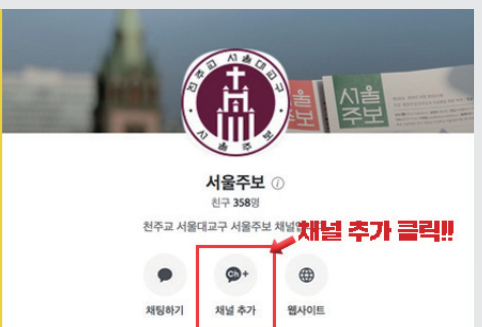 천주교 서울대교구
서울
주보
서울
주보
서울주보
친구 358명
천주교 서울대교구 서울주보 채널
채널 추가 클릭!!
Ch+
채팅하기
채널 추가
웹사이트